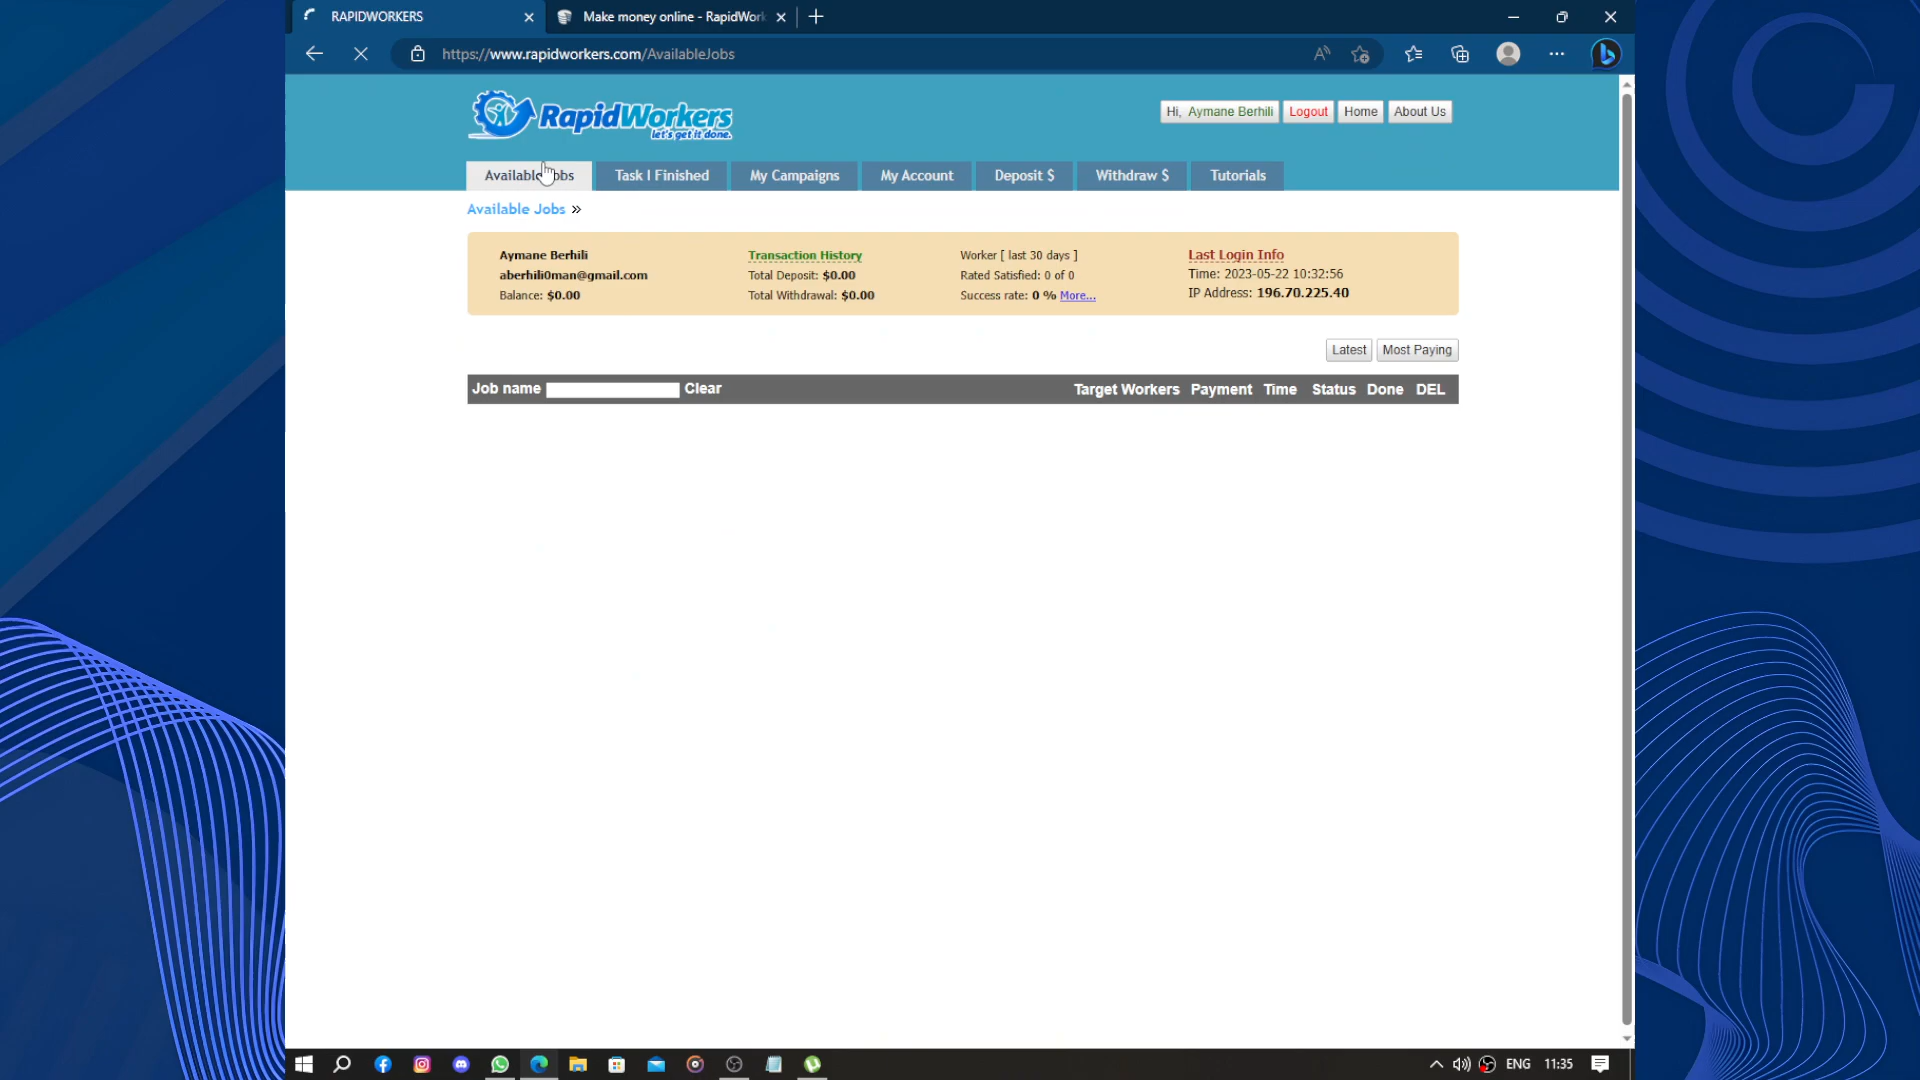 RAPIDWORKERS
Make money online - RapidWork
https://www.rapidworkers.com/AvailableJobs
RapidWorkers
let's get it done.
Hi, Aymane Berhili Logout Home About Us
Available Jobs Task I Finished My Campaigns My Account Deposit $ Withdraw $ Tutorials
Available Jobs »
Aymane Berhili
aberhili0man@gmail.com
Balance: $0.00
Transaction History
Total Deposit: $0.00
Total Withdrawal: $0.00
Worker [ last 30 days ]
Rated Satisfied: 0 of 0
Success rate: 0 % More...
Last Login Info
Time: 2023-05-22 10:32:56
IP Address: 196.70.225.40
Latest Most Paying
Job name Clear Target Workers Payment Time Status Done DEL
ENG 11:35